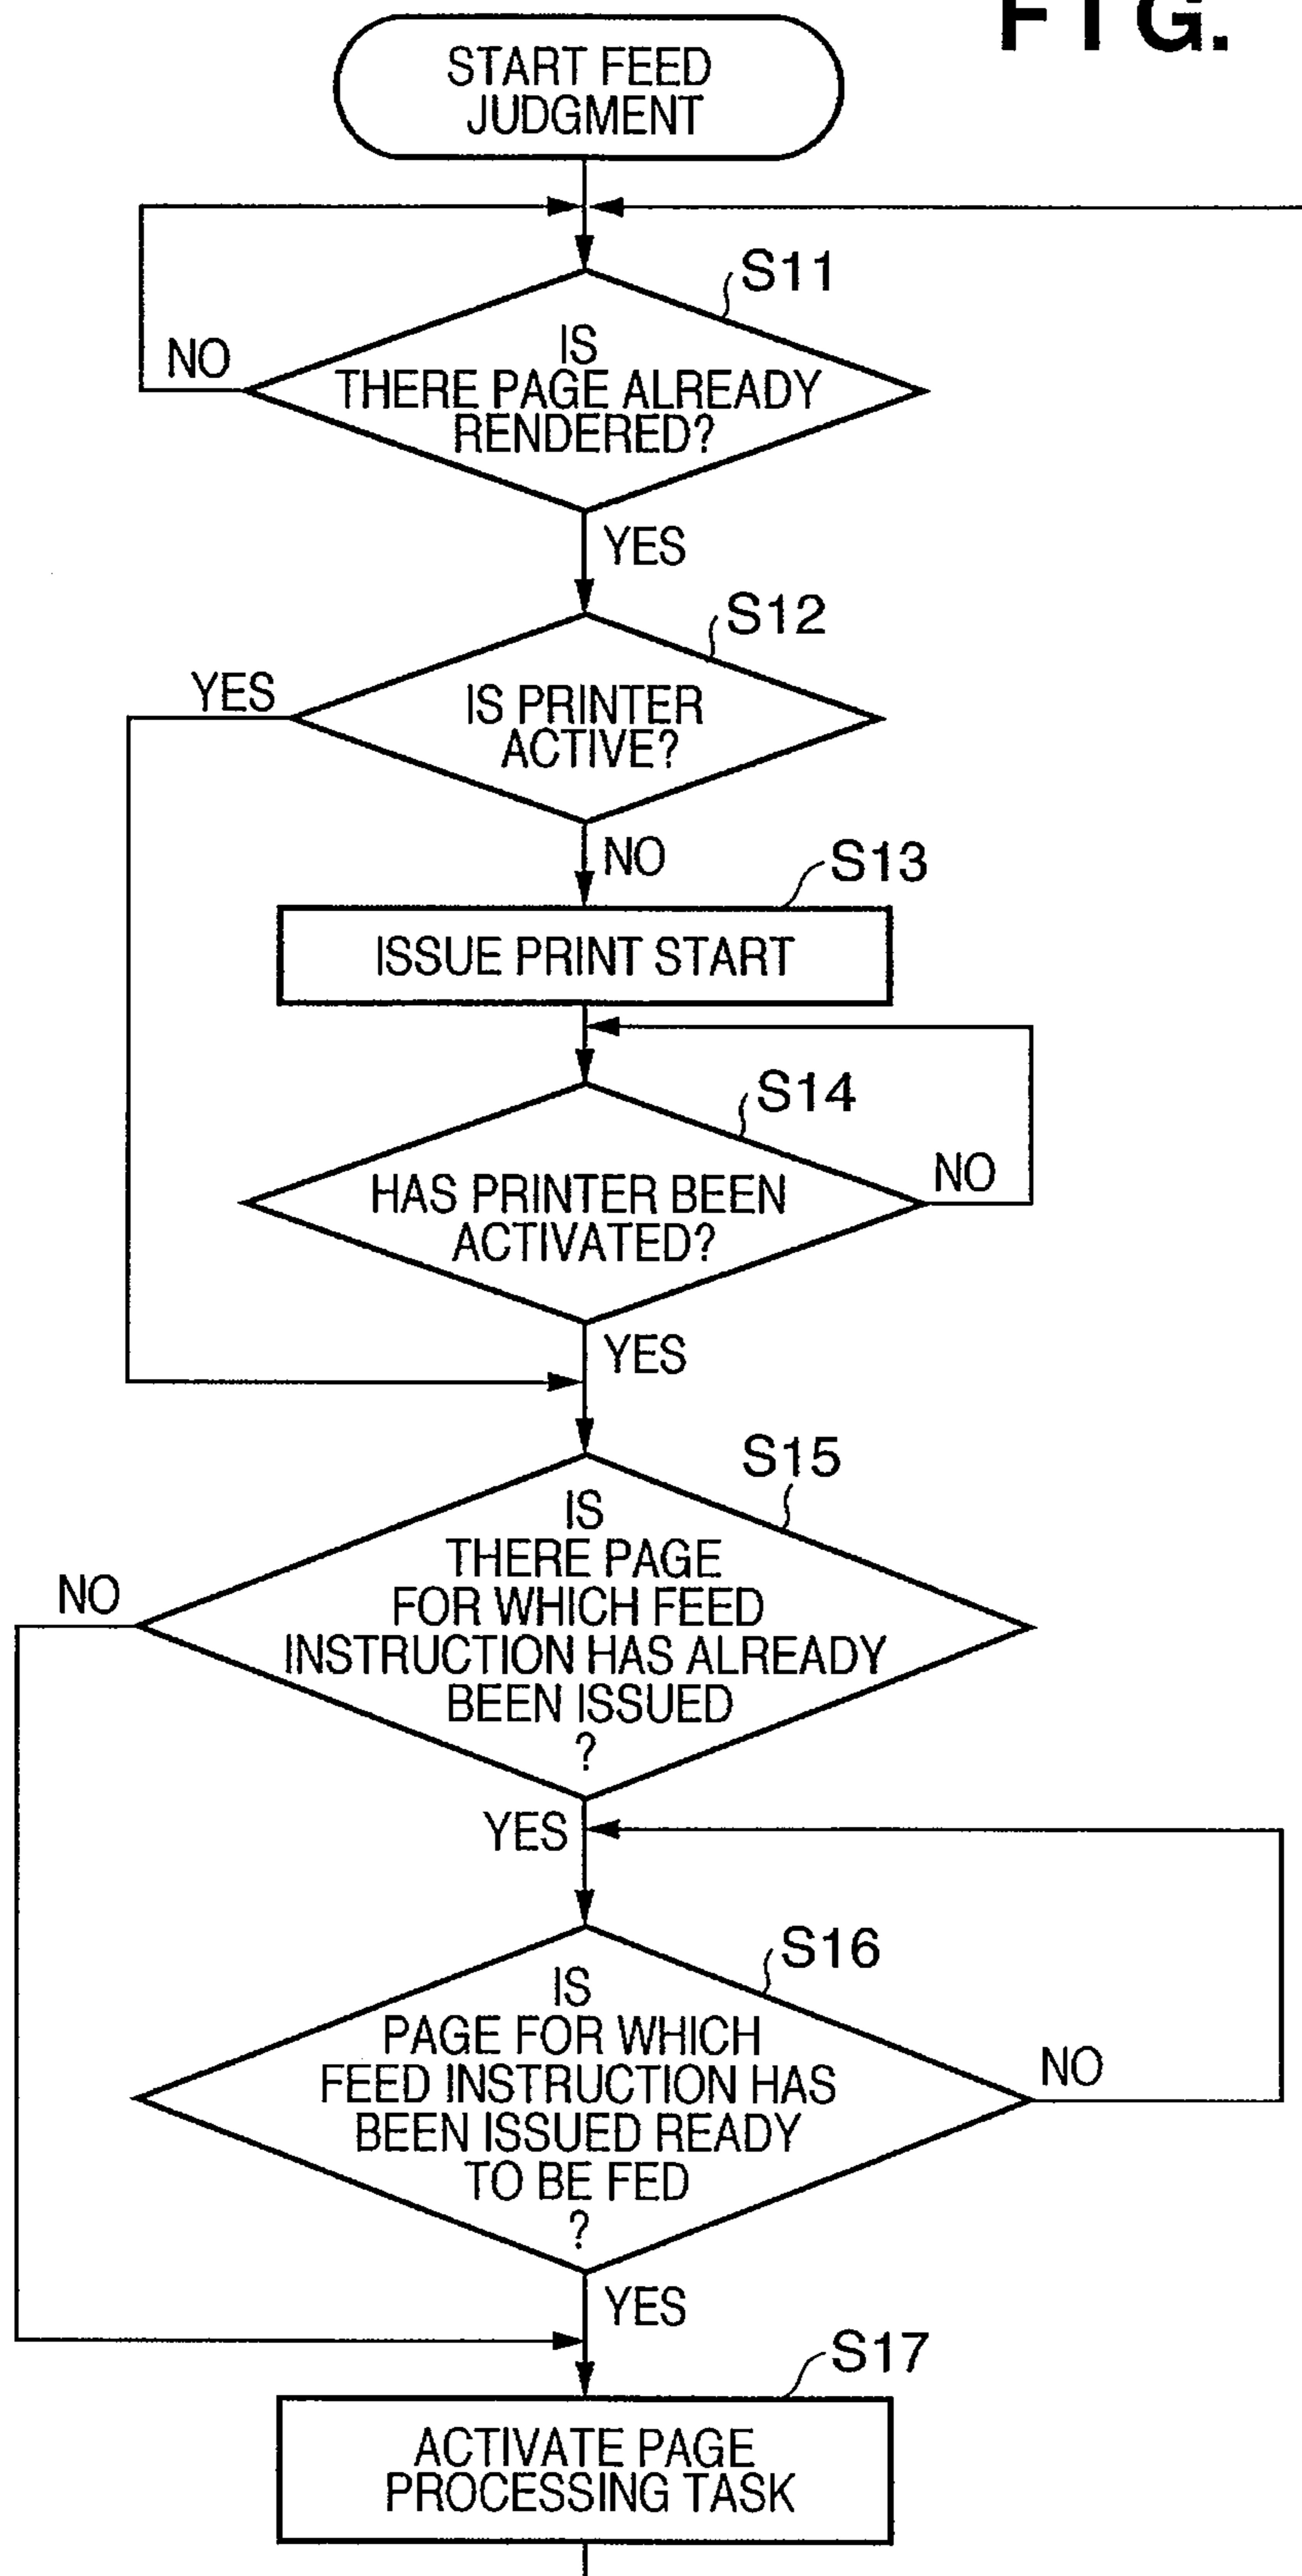 FIG.
START FEED
JUDGMENT
S11
IS
THERE PAGE ALREADY
RENDERED?
NO
YES
S12
IS PRINTER
ACTIVE?
YES
NO
S13
ISSUE PRINT START
S14
HAS PRINTER BEEN
ACTIVATED?
NO
YES
S15
IS
THERE PAGE
FOR WHICH FEED
INSTRUCTION HAS ALREADY
BEEN ISSUED
?
NO
YES
S16
IS
PAGE FOR WHICH
FEED INSTRUCTION HAS
BEEN ISSUED READY
TO BE FED
?
NO
YES
S17
ACTIVATE PAGE
PROCESSING TASK